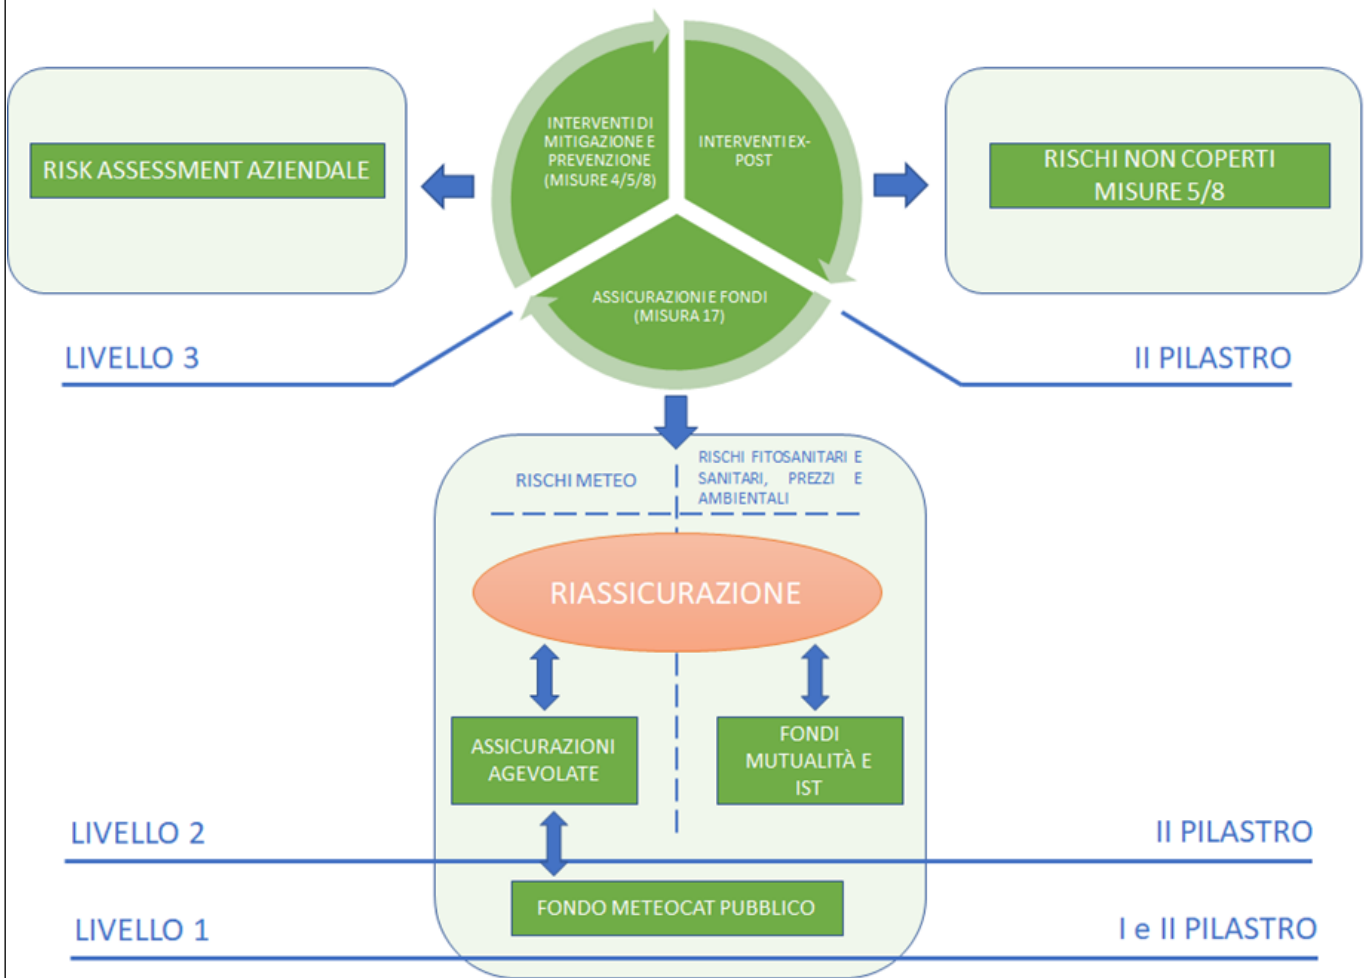 INTERVENTI DI
MITIGAZIONE E
PREVENZIONE
(MISURE 4/5/8)
INTERVENTI EX-
POST
ASSICURAZIONI E FONDI
(MISURA 17)
RISK ASSESSMENT AZIENDALE
RISCHI NON COPERTI
MISURE 5/8
LIVELLO 3
II PILASTRO
RISCHI METEO
RISCHI FITOSANITARI E
SANITARI, PREZZI E
AMBIENTALI
RIASSICURAZIONE
ASSICURAZIONI
AGEVOLATE
FONDI
MUTUALITÀ E
IST
LIVELLO 2
II PILASTRO
FONDO METEOCAT PUBBLICO
LIVELLO 1
I e II PILASTRO